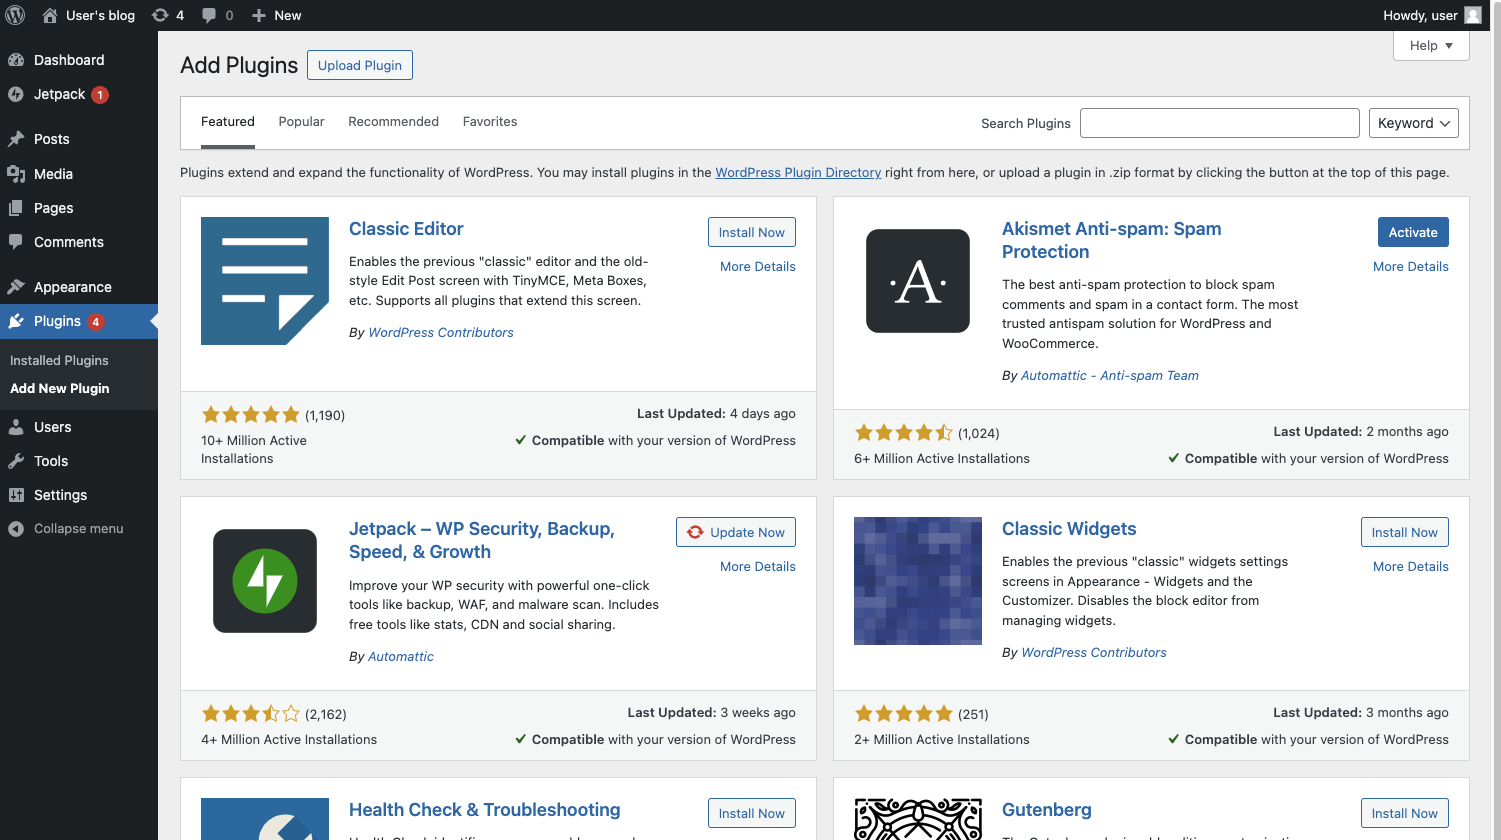 User's blog
4
0
New
Howdy, user
Dashboard
Jetpack 1
Posts
Media
Pages
Comments
Appearance
Plugins 4
Installed Plugins
Add New Plugin
Users
Tools
Settings
Collapse menu
Help
Add Plugins
Upload Plugin
Featured
Popular
Recommended
Favorites
Search Plugins
Keyword
Plugins extend and expand the functionality of WordPress. You may install plugins in the WordPress Plugin Directory right from here, or upload a plugin in .zip format by clicking the button at the top of this page.
Classic Editor
Install Now
More Details
Enables the previous "classic" editor and the old-
style Edit Post screen with TinyMCE, Meta Boxes,
etc. Supports all plugins that extend this screen.
By WordPress Contributors
(1,190)
10+ Million Active
Installations
Last Updated: 4 days ago
Compatible with your version of WordPress
·A·
Akismet Anti-spam: Spam
Protection
Activate
More Details
The best anti-spam protection to block spam
comments and spam in a contact form. The most
trusted antispam solution for WordPress and
WooCommerce.
By Automattic - Anti-spam Team
(1,024)
6+ Million Active Installations
Last Updated: 2 months ago
Compatible with your version of WordPress
Jetpack – WP Security, Backup,
Speed, & Growth
Update Now
More Details
Improve your WP security with powerful one-click
tools like backup, WAF, and malware scan. Includes
free tools like stats, CDN and social sharing.
By Automattic
(2,162)
4+ Million Active Installations
Last Updated: 3 weeks ago
Compatible with your version of WordPress
Classic Widgets
Install Now
More Details
Enables the previous "classic" widgets settings
screens in Appearance - Widgets and the
Customizer. Disables the block editor from
managing widgets.
By WordPress Contributors
(251)
2+ Million Active Installations
Last Updated: 3 months ago
Compatible with your version of WordPress
Health Check & Troubleshooting
Install Now
Gutenberg
Install Now